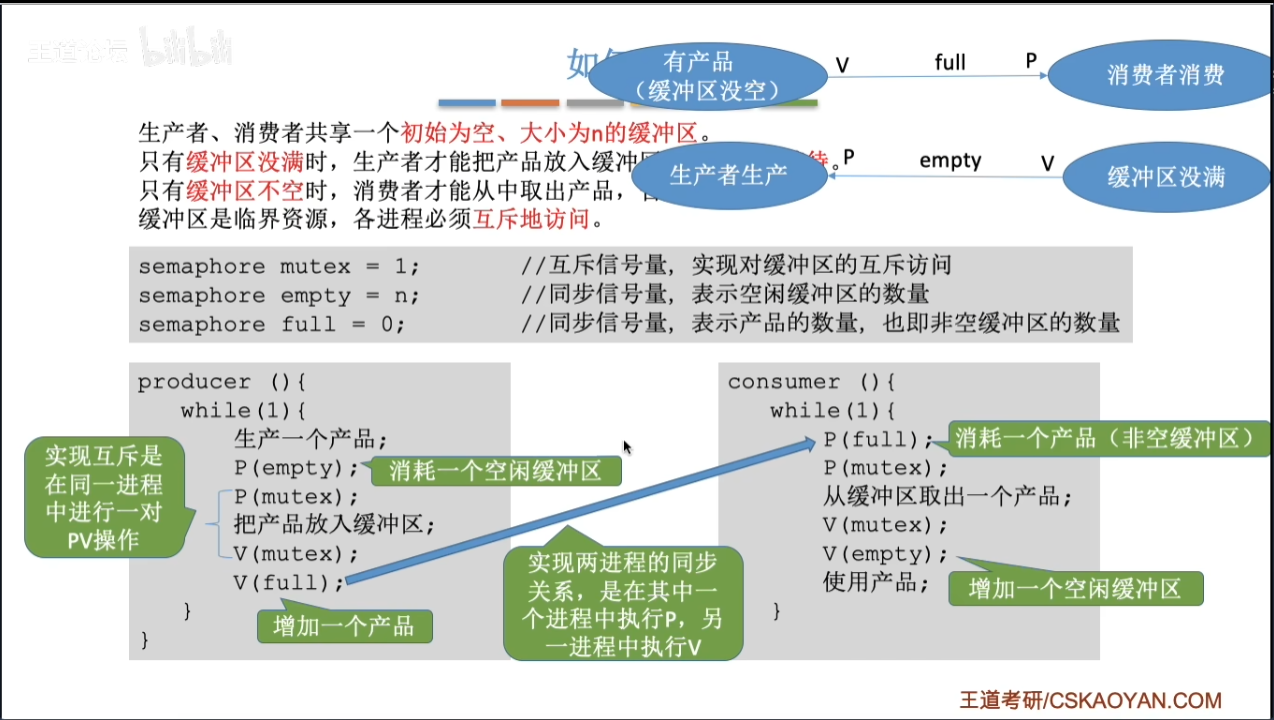 王道论坛 bilibili
如何
有产品
（缓冲区没空）
V full P
消费者消费
生产者生产
P empty V
缓冲区没满
生产者、消费者共享一个初始为空、大小为n的缓冲区。
只有缓冲区没满时，生产者才能把产品放入缓冲区 待。
只有缓冲区不空时，消费者才能从中取出产品，
缓冲区是临界资源，各进程必须互斥地访问。
semaphore mutex = 1; //互斥信号量，实现对缓冲区的互斥访问
semaphore empty = n; //同步信号量，表示空闲缓冲区的数量
semaphore full = 0; //同步信号量，表示产品的数量，也即非空缓冲区的数量
producer (){
while(1){
生产一个产品;
P(empty);
消耗一个空闲缓冲区
P(mutex);
把产品放入缓冲区;
V(mutex);
V(full);
增加一个产品
}
}
实现互斥是
在同一进程
中进行一对
PV操作
实现两进程的同步
关系，是在其中一
个进程中执行P，另
一进程中执行V
consumer (){
while(1){
P(full);
消耗一个产品（非空缓冲区）
P(mutex);
从缓冲区取出一个产品;
V(mutex);
V(empty);
增加一个空闲缓冲区
使用产品;
}
王道考研/CSKAOYAN.COM